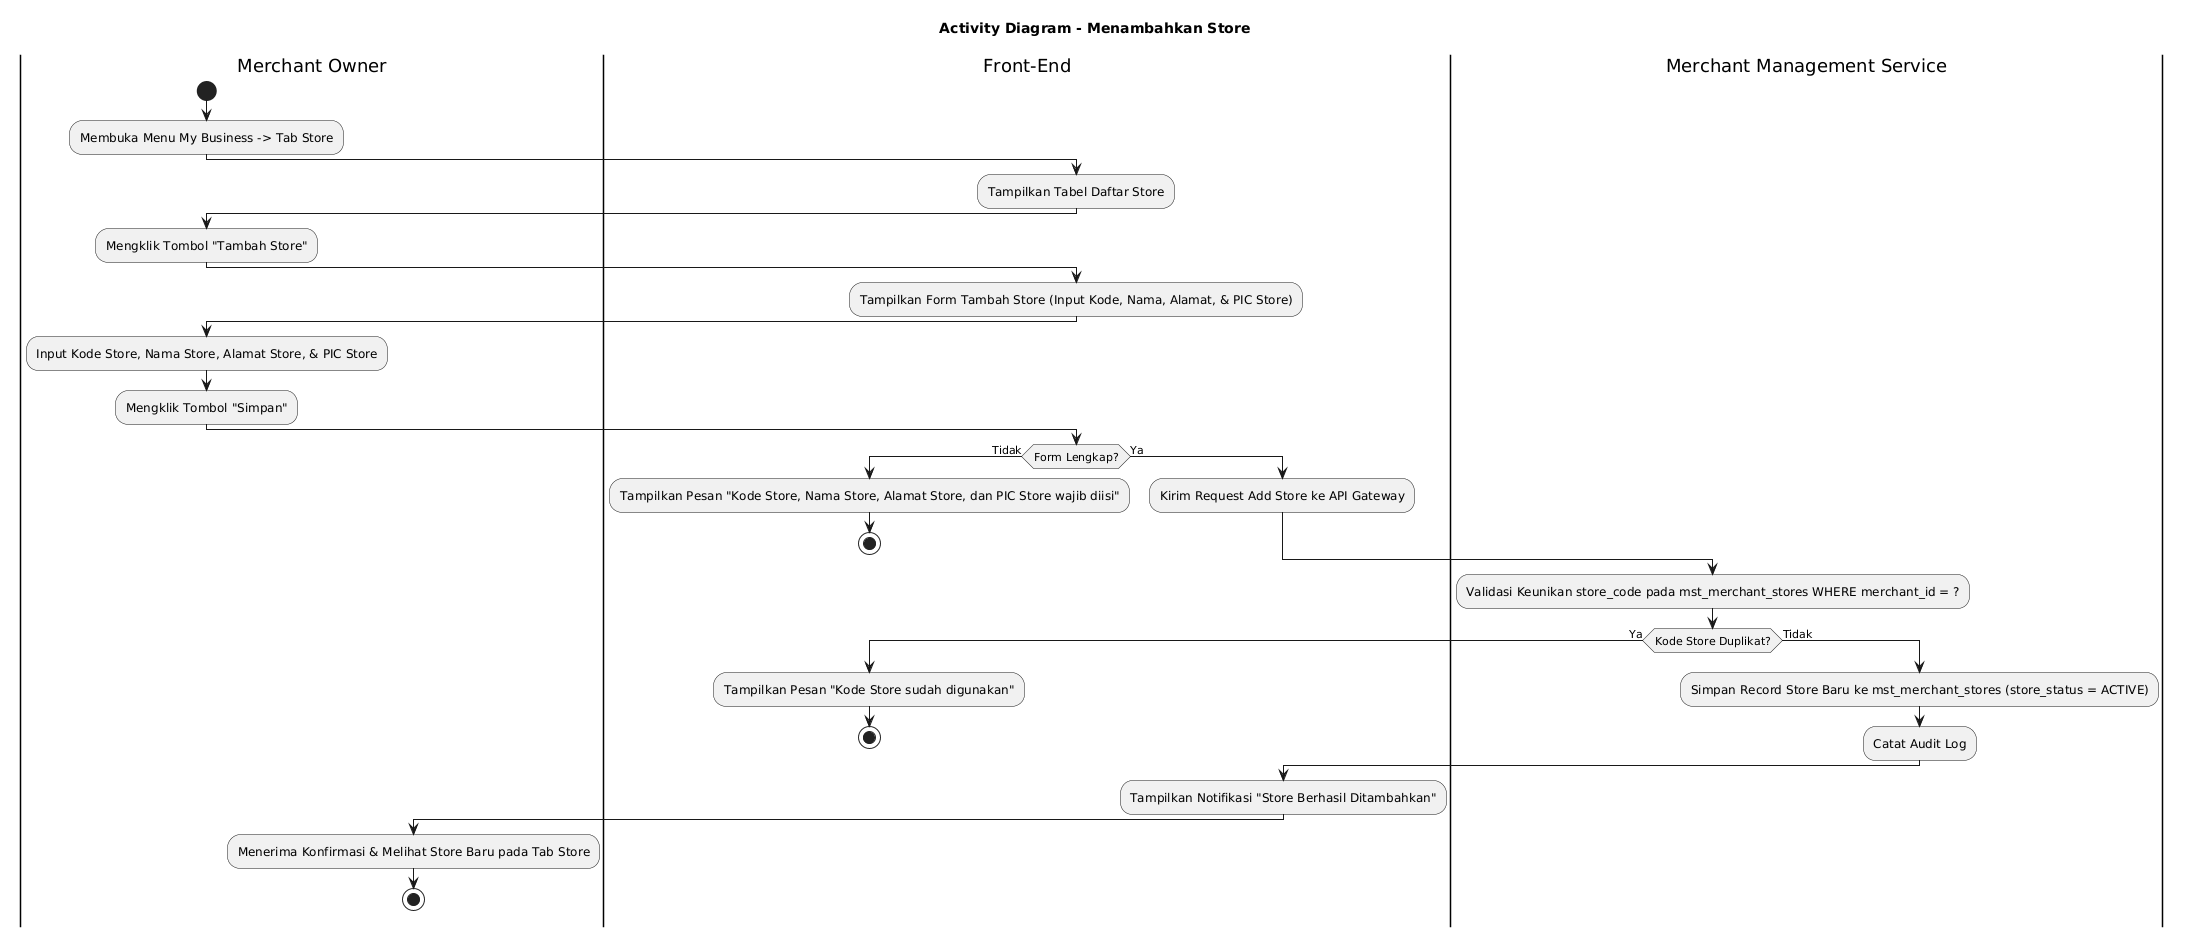 Activity Diagram - Menambahkan Store
Merchant Owner
Front-End
Merchant Management Service
Membuka Menu My Business -> Tab Store
Tampilkan Tabel Daftar Store
Mengklik Tombol "Tambah Store"
Tampilkan Form Tambah Store (Input Kode, Nama, Alamat, & PIC Store)
Input Kode Store, Nama Store, Alamat Store, & PIC Store
Mengklik Tombol "Simpan"
Tidak
Form Lengkap?
Ya
Tampilkan Pesan "Kode Store, Nama Store, Alamat Store, dan PIC Store wajib diisi"
Kirim Request Add Store ke API Gateway
Validasi Keunikan store_code pada mst_merchant_stores WHERE merchant_id = ?
Ya
Kode Store Duplikat?
Tidak
Tampilkan Pesan "Kode Store sudah digunakan"
Simpan Record Store Baru ke mst_merchant_stores (store_status = ACTIVE)
Catat Audit Log
Tampilkan Notifikasi "Store Berhasil Ditambahkan"
Menerima Konfirmasi & Melihat Store Baru pada Tab Store